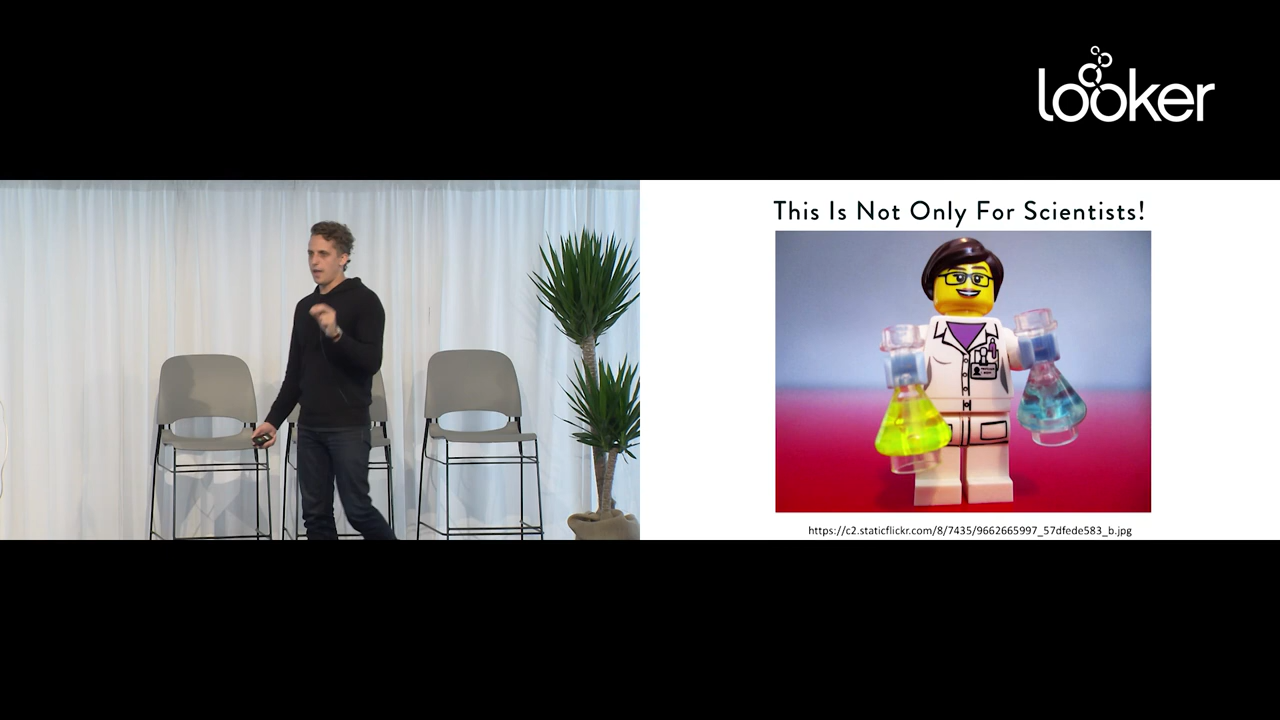 looker
This Is Not Only For Scientists!
https://c2.staticflickr.com/8/7435/9662665997_57dfede583_b.jpg